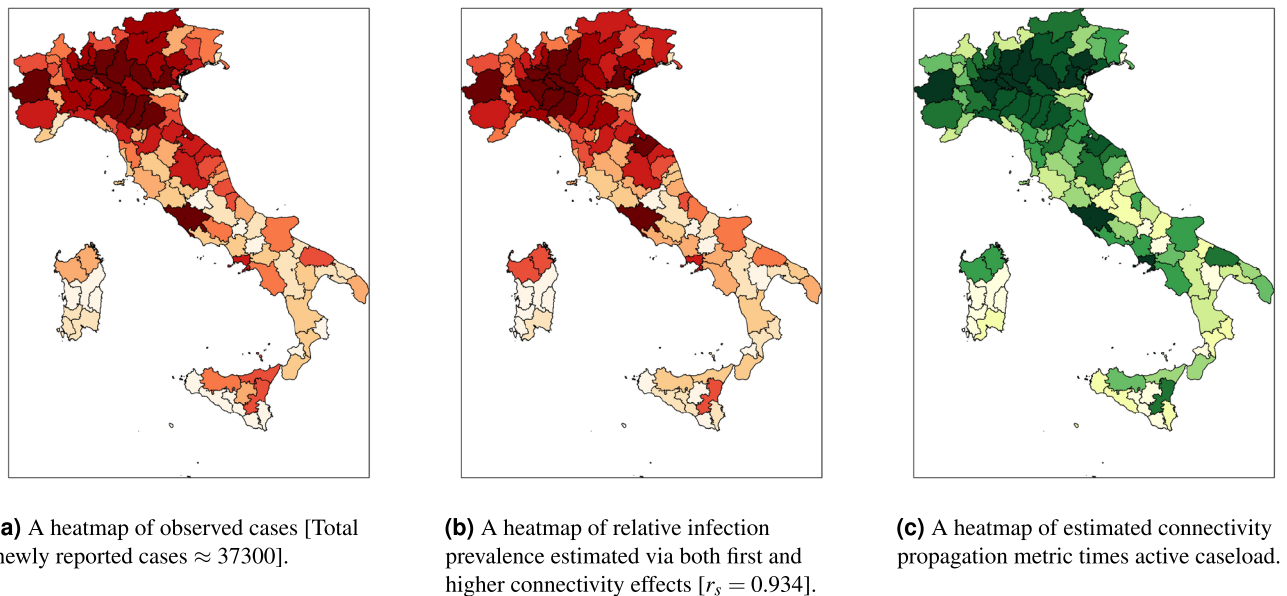 a) A heatmap of observed cases [Total
newly reported cases ≈ 37300].
(b) A heatmap of relative infection
prevalence estimated via both first and
higher connectivity effects [r_s = 0.934].
(c) A heatmap of estimated connectivity
propagation metric times active caseload.